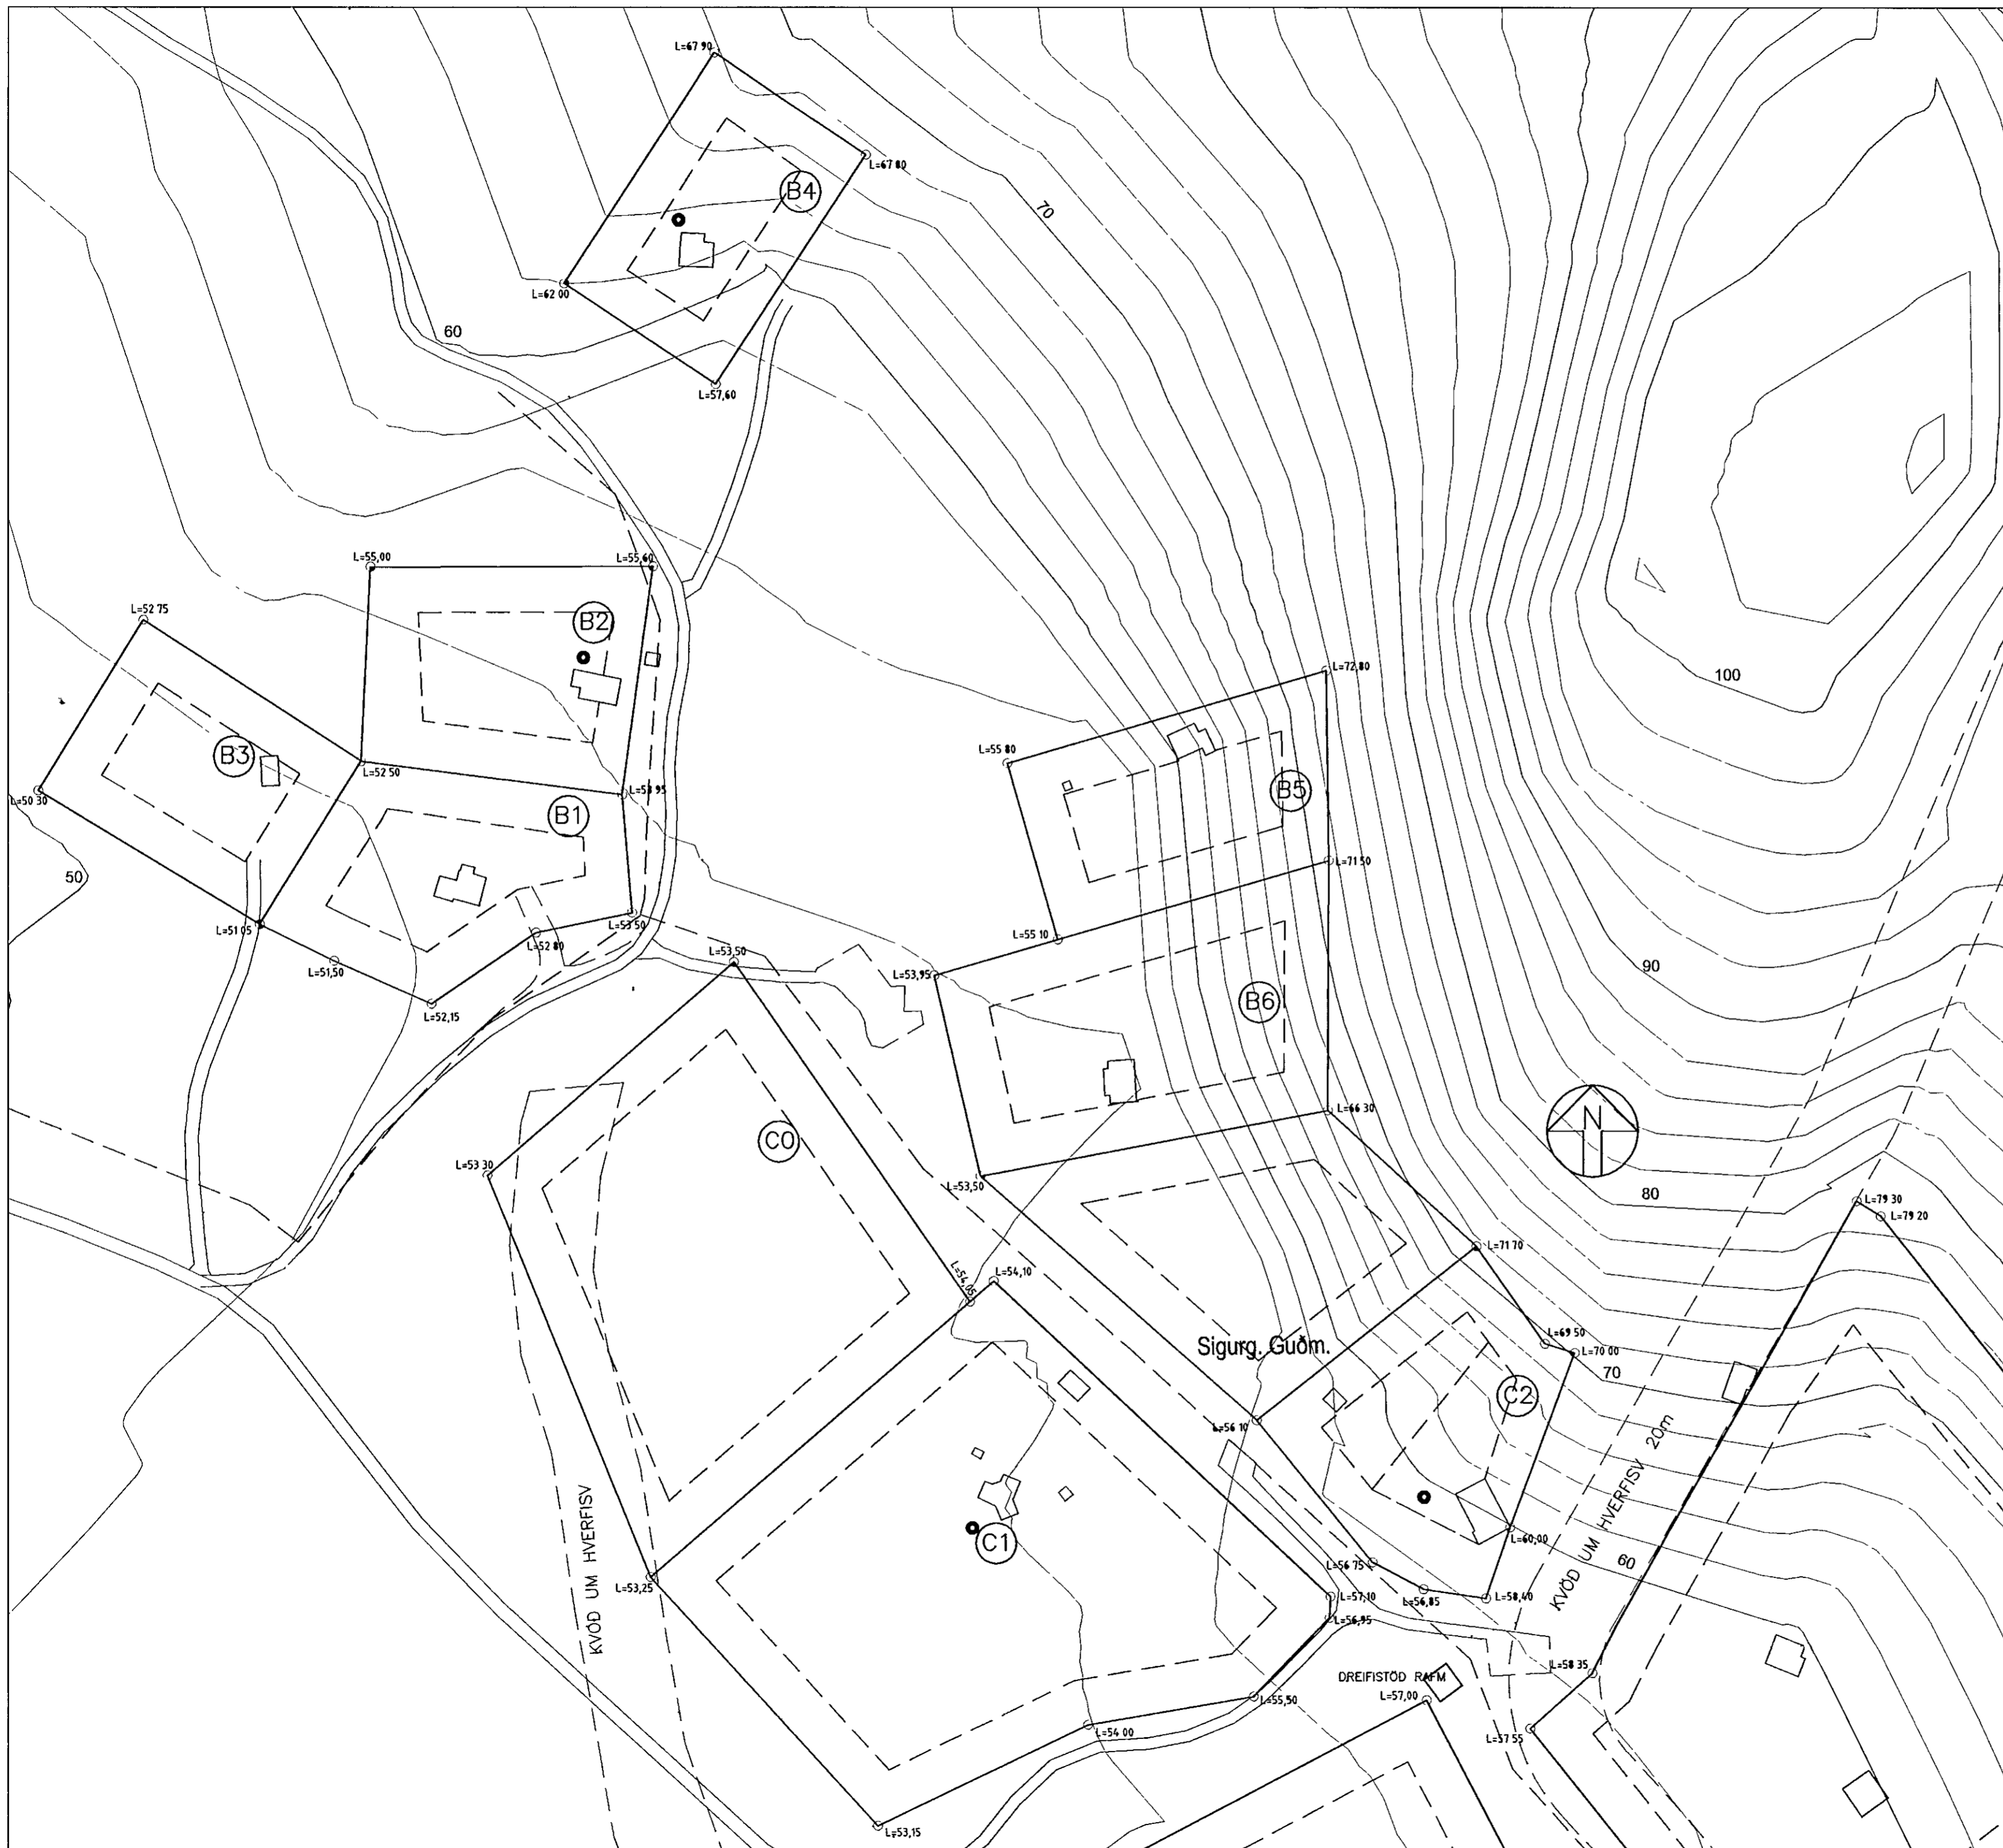 L=67 90
L=67 80
B4
70
L=62 00
60
L=57,60
L=55,00
L=55,60
L=52 75
B2
L=72,80
100
B3
L=52 50
L=55 80
L=50 30
L=53 95
B5
B1
50
L=71 50
L=51 05
L=53 50
L=52 80
L=53,50
L=55 10
L=51,50
L=53,95
90
L=52,15
B6
L=66 30
N
C0
L=53 30
L=53,50
80
L=79 30
L=79 20
L=71 70
L=54,05
L=54,10
Sigurg. Guðm.
L=69 50
L=70 00
70
C2
L=56 10
KVÖÐ UM HVERFISV 20m
KVÖÐ UM HVERFISV
C1
L=60,00
60
L=53,25
L=56 75
L=56,85
L=58,40
L=57,10
L=56,95
L=58 35
DREIFISTÖÐ RAFM
L=57,00
L=55,50
L=54 00
L=57 55
L=53,15